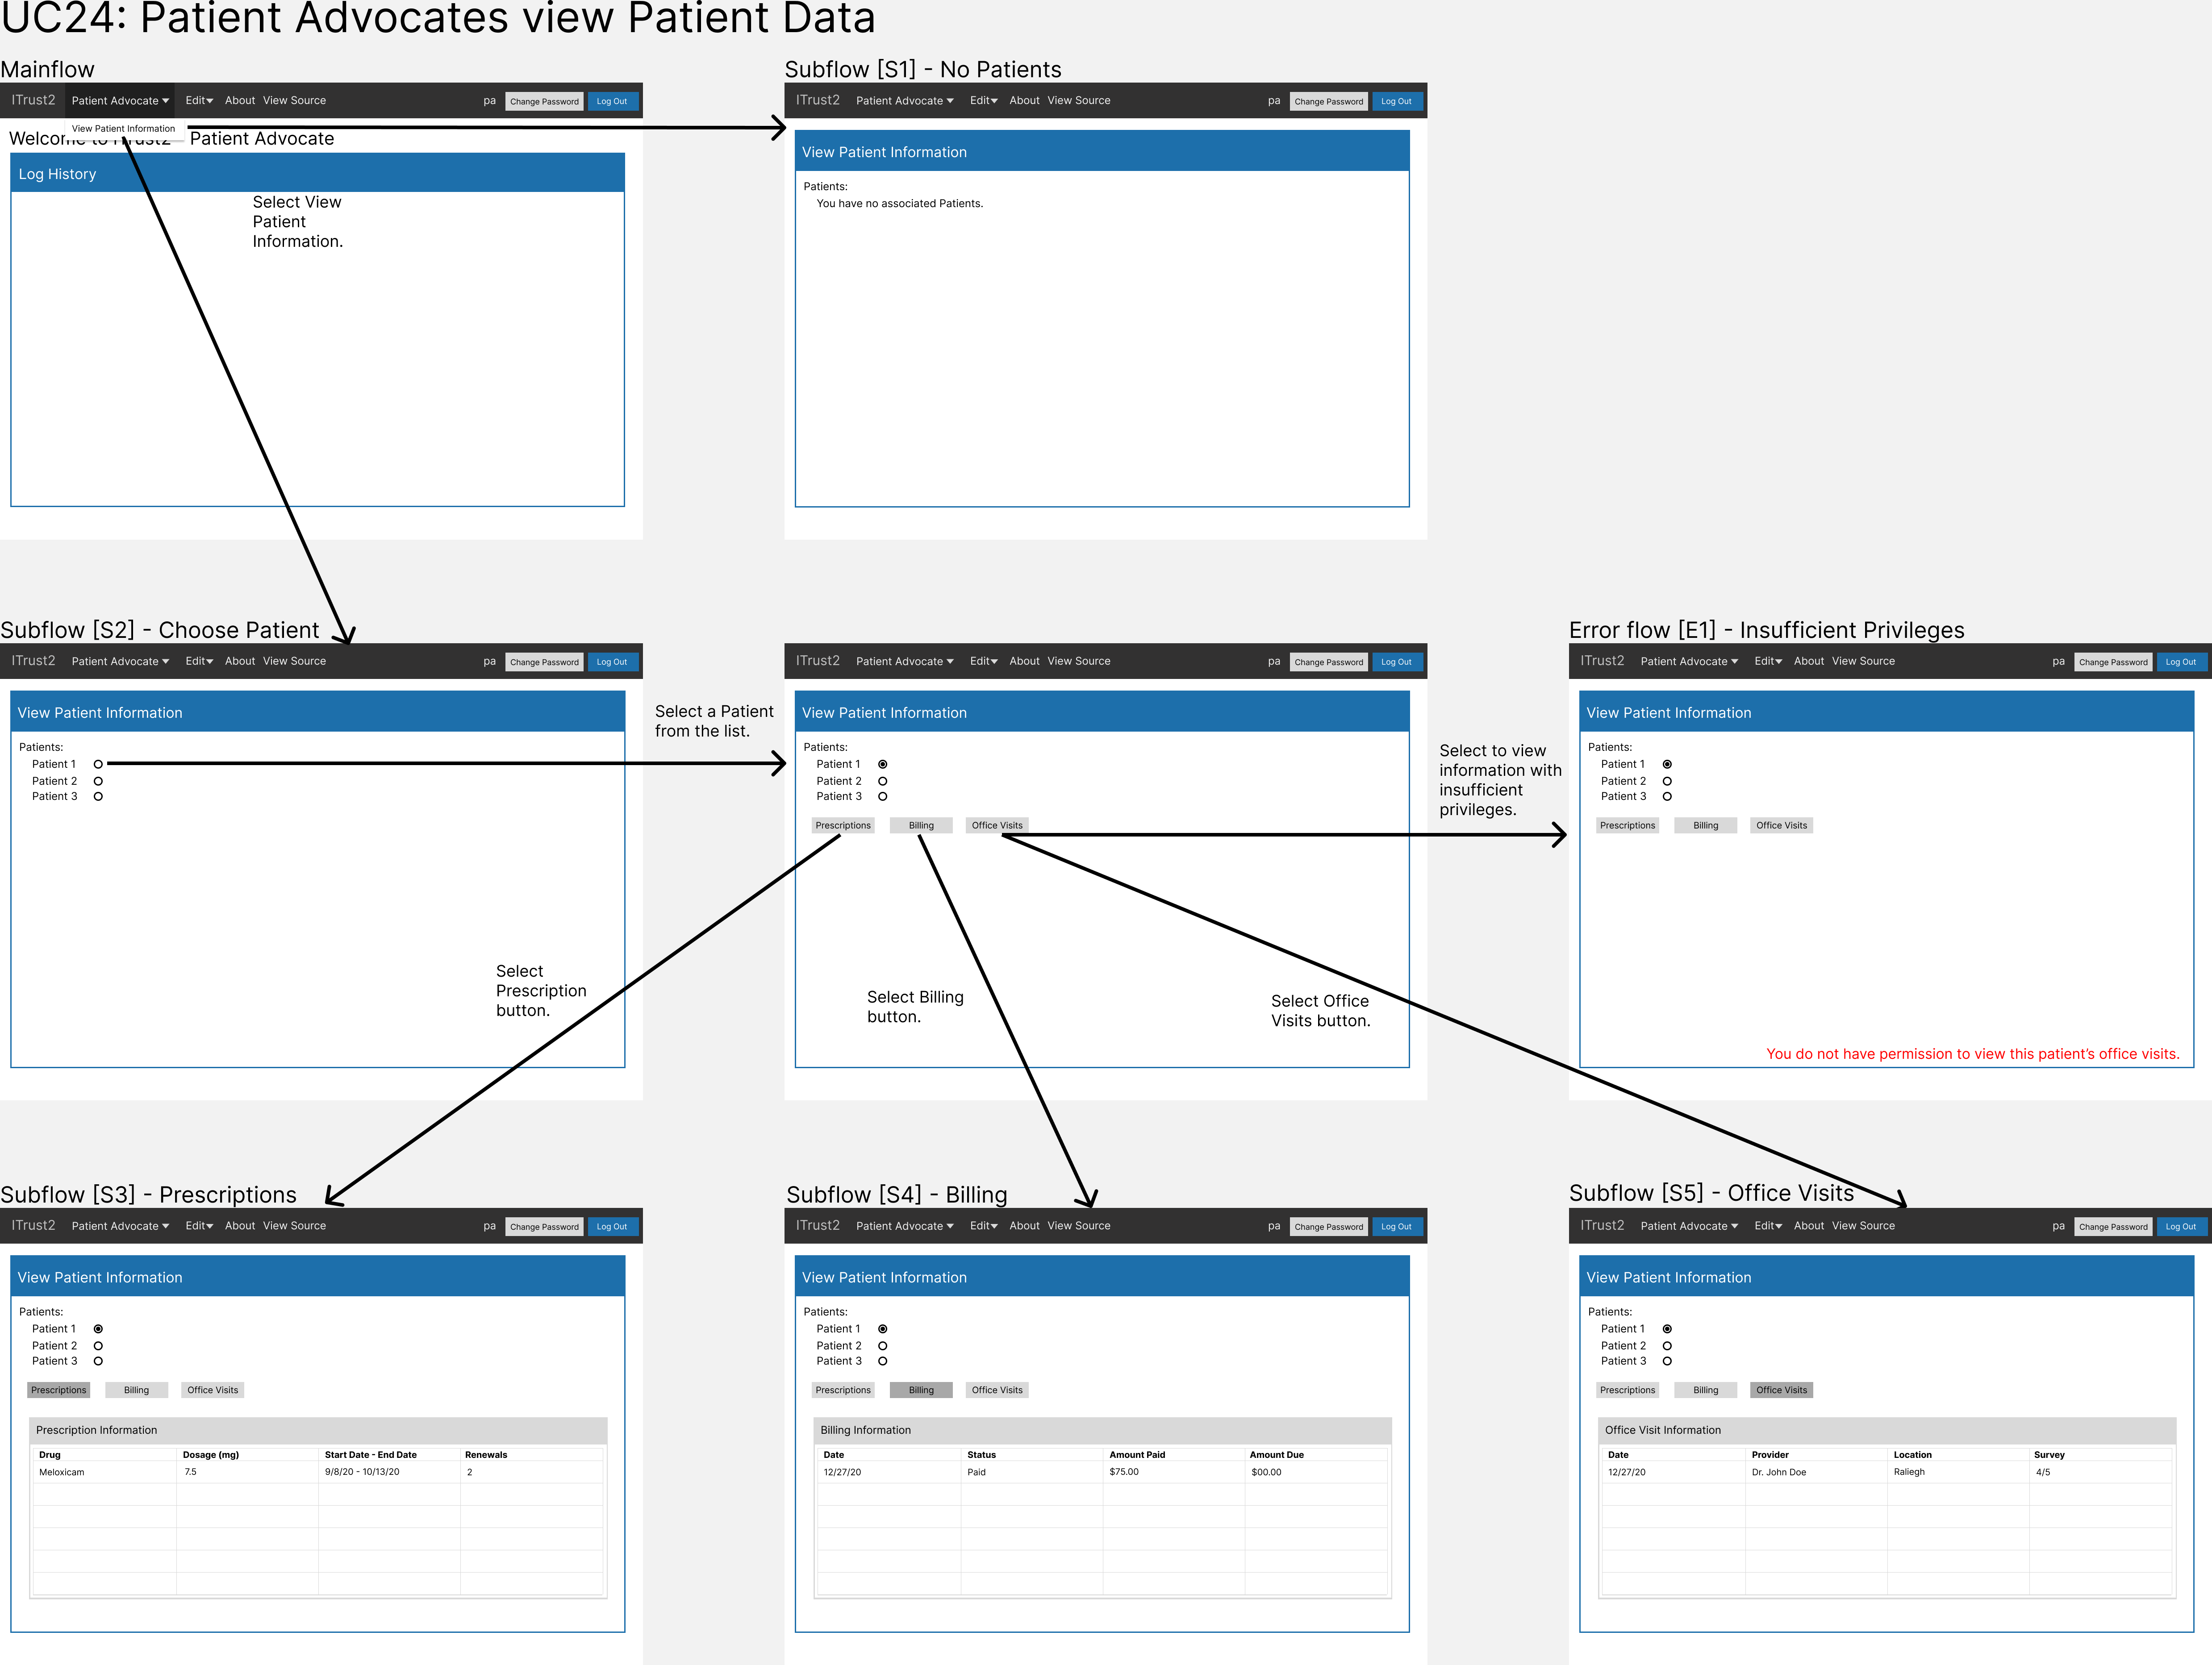 UC24: Patient Advocates view Patient Data
Mainflow
ITrust2 Patient Advocate Edit About View Source pa Change Password Log Out
View Patient Information
Welcome to iTrust2 Patient Advocate
Log History
Select View
Patient
Information.
Subflow [S1] - No Patients
ITrust2 Patient Advocate Edit About View Source pa Change Password Log Out
View Patient Information
Patients:
You have no associated Patients.
Subflow [S2] - Choose Patient
ITrust2 Patient Advocate Edit About View Source pa Change Password Log Out
View Patient Information
Patients:
Patient 1
Patient 2
Patient 3
Select a Patient
from the list.
ITrust2 Patient Advocate Edit About View Source pa Change Password Log Out
View Patient Information
Patients:
Patient 1
Patient 2
Patient 3
Prescriptions Billing Office Visits
Select
Prescription
button.
Select Billing
button.
Select Office
Visits button.
Select to view
information with
insufficient
privileges.
Error flow [E1] - Insufficient Privileges
ITrust2 Patient Advocate Edit About View Source pa Change Password Log Out
View Patient Information
Patients:
Patient 1
Patient 2
Patient 3
Prescriptions Billing Office Visits
You do not have permission to view this patient's office visits.
Subflow [S3] - Prescriptions
ITrust2 Patient Advocate Edit About View Source pa Change Password Log Out
View Patient Information
Patients:
Patient 1
Patient 2
Patient 3
Prescriptions Billing Office Visits
Prescription Information
Drug Dosage (mg) Start Date - End Date Renewals
Meloxicam 7.5 9/8/20 - 10/13/20 2
Subflow [S4] - Billing
ITrust2 Patient Advocate Edit About View Source pa Change Password Log Out
View Patient Information
Patients:
Patient 1
Patient 2
Patient 3
Prescriptions Billing Office Visits
Billing Information
Date Status Amount Paid Amount Due
12/27/20 Paid $75.00 $00.00
Subflow [S5] - Office Visits
ITrust2 Patient Advocate Edit About View Source pa Change Password Log Out
View Patient Information
Patients:
Patient 1
Patient 2
Patient 3
Prescriptions Billing Office Visits
Office Visit Information
Date Provider Location Survey
12/27/20 Dr. John Doe Raliegh 4/5